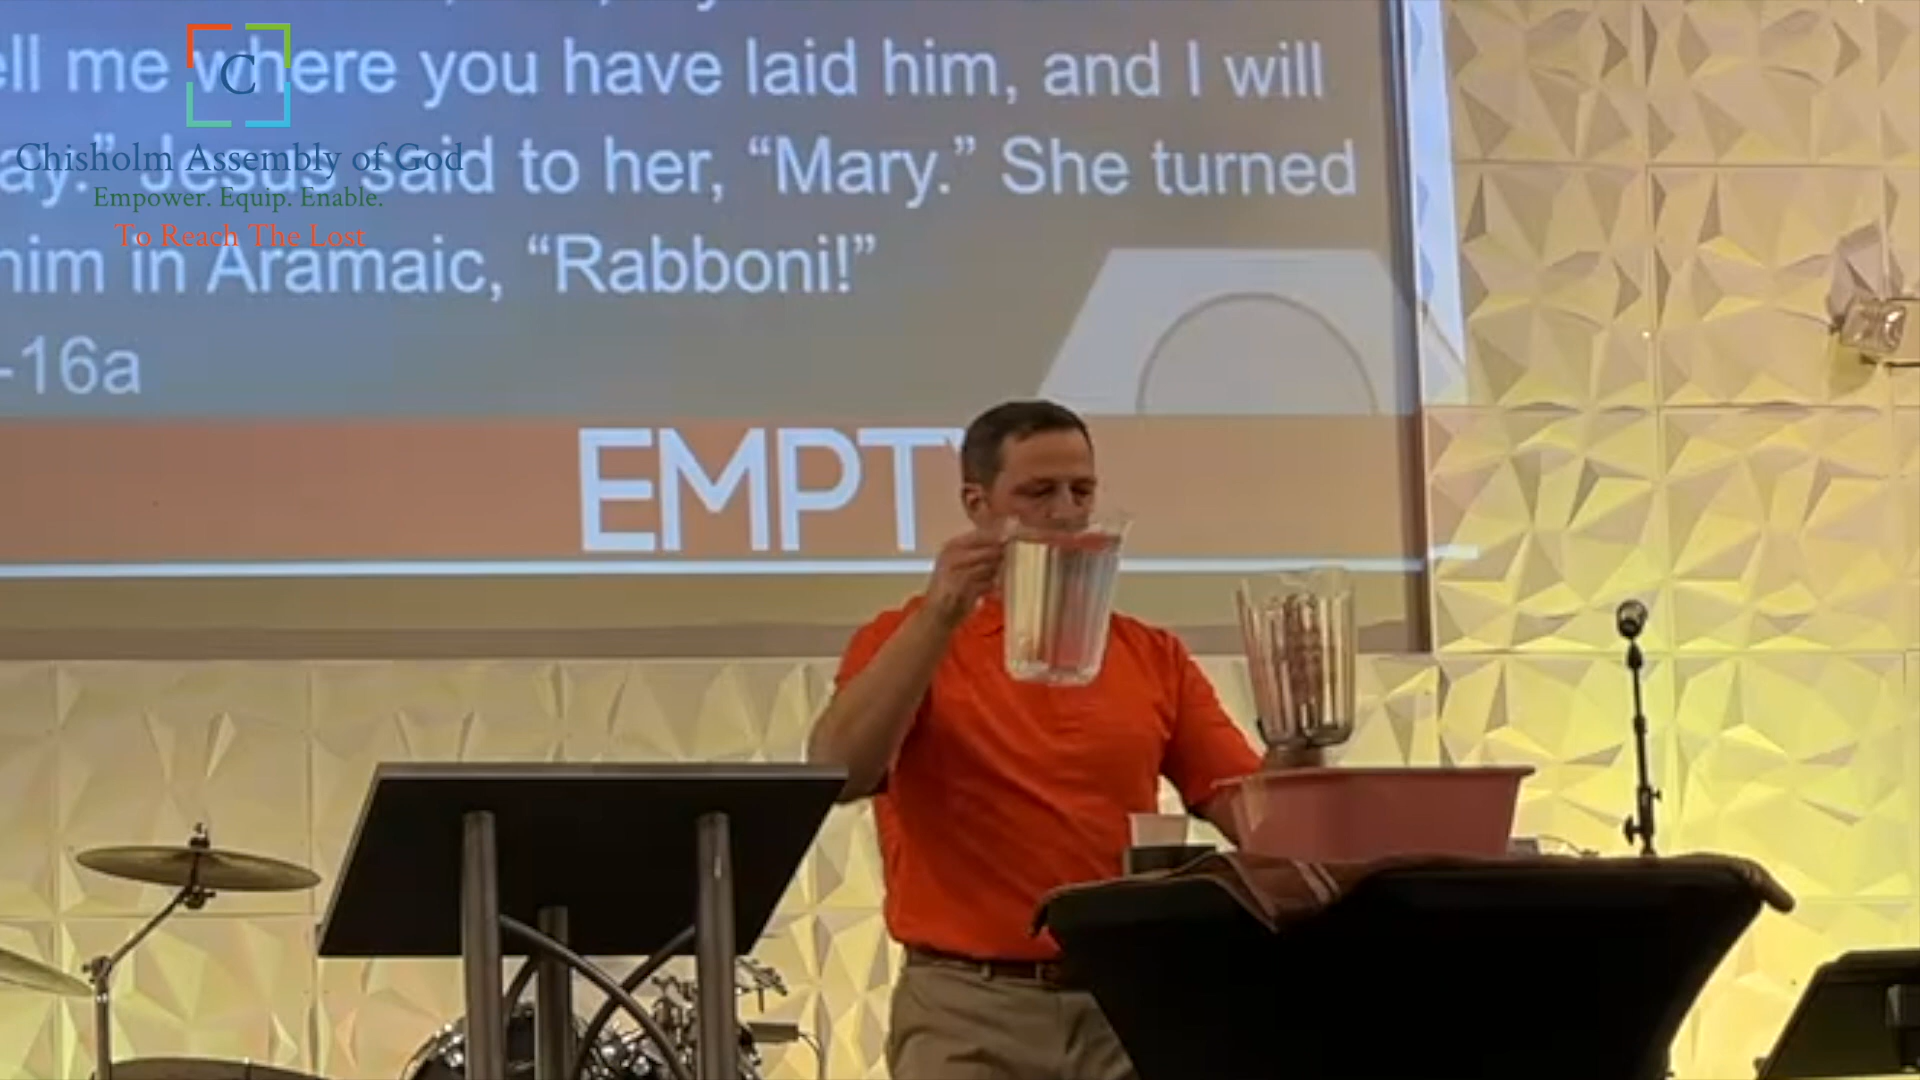 ell me where you have laid him, and I will
ay.” Jesus said to her, “Mary.” She turned
him in Aramaic, “Rabboni!”
-16a
EMPTY
C
Chisholm Assembly of God
Empower. Equip. Enable.
To Reach The Lost